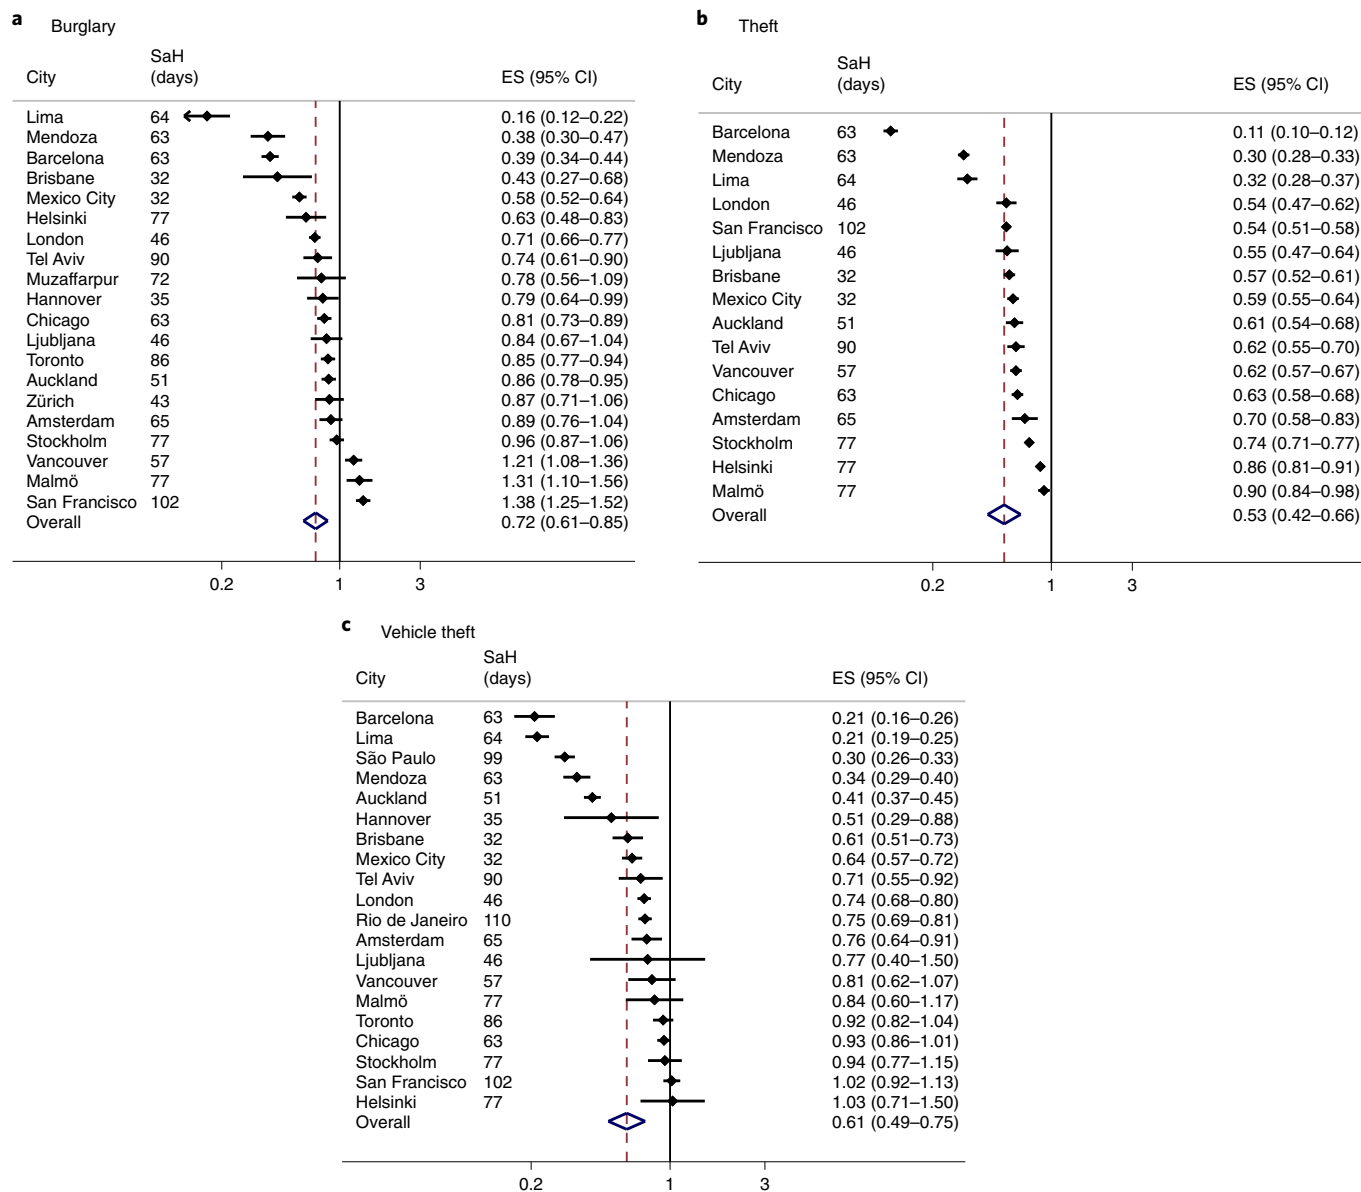 a Burglary
City SaH (days) ES (95% CI)
Lima 64 0.16 (0.12–0.22)
Mendoza 63 0.38 (0.30–0.47)
Barcelona 63 0.39 (0.34–0.44)
Brisbane 32 0.43 (0.27–0.68)
Mexico City 32 0.58 (0.52–0.64)
Helsinki 77 0.63 (0.48–0.83)
London 46 0.71 (0.66–0.77)
Tel Aviv 90 0.74 (0.61–0.90)
Muzaffarpur 72 0.78 (0.56–1.09)
Hannover 35 0.79 (0.64–0.99)
Chicago 63 0.81 (0.73–0.89)
Ljubljana 46 0.84 (0.67–1.04)
Toronto 86 0.85 (0.77–0.94)
Auckland 51 0.86 (0.78–0.95)
Zürich 43 0.87 (0.71–1.06)
Amsterdam 65 0.89 (0.76–1.04)
Stockholm 77 0.96 (0.87–1.06)
Vancouver 57 1.21 (1.08–1.36)
Malmö 77 1.31 (1.10–1.56)
San Francisco 102 1.38 (1.25–1.52)
Overall 0.72 (0.61–0.85)
0.2 1 3
b Theft
City SaH (days) ES (95% CI)
Barcelona 63 0.11 (0.10–0.12)
Mendoza 63 0.30 (0.28–0.33)
Lima 64 0.32 (0.28–0.37)
London 46 0.54 (0.47–0.62)
San Francisco 102 0.54 (0.51–0.58)
Ljubljana 46 0.55 (0.47–0.64)
Brisbane 32 0.57 (0.52–0.61)
Mexico City 32 0.59 (0.55–0.64)
Auckland 51 0.61 (0.54–0.68)
Tel Aviv 90 0.62 (0.55–0.70)
Vancouver 57 0.62 (0.57–0.67)
Chicago 63 0.63 (0.58–0.68)
Amsterdam 65 0.70 (0.58–0.83)
Stockholm 77 0.74 (0.71–0.77)
Helsinki 77 0.86 (0.81–0.91)
Malmö 77 0.90 (0.84–0.98)
Overall 0.53 (0.42–0.66)
0.2 1 3
c Vehicle theft
City SaH (days) ES (95% CI)
Barcelona 63 0.21 (0.16–0.26)
Lima 64 0.21 (0.19–0.25)
São Paulo 99 0.30 (0.26–0.33)
Mendoza 63 0.34 (0.29–0.40)
Auckland 51 0.41 (0.37–0.45)
Hannover 35 0.51 (0.29–0.88)
Brisbane 32 0.61 (0.51–0.73)
Mexico City 32 0.64 (0.57–0.72)
Tel Aviv 90 0.71 (0.55–0.92)
London 46 0.74 (0.68–0.80)
Rio de Janeiro 110 0.75 (0.69–0.81)
Amsterdam 65 0.76 (0.64–0.91)
Ljubljana 46 0.77 (0.40–1.50)
Vancouver 57 0.81 (0.62–1.07)
Malmö 77 0.84 (0.60–1.17)
Toronto 86 0.92 (0.82–1.04)
Chicago 63 0.93 (0.86–1.01)
Stockholm 77 0.94 (0.77–1.15)
San Francisco 102 1.02 (0.92–1.13)
Helsinki 77 1.03 (0.71–1.50)
Overall 0.61 (0.49–0.75)
0.2 1 3